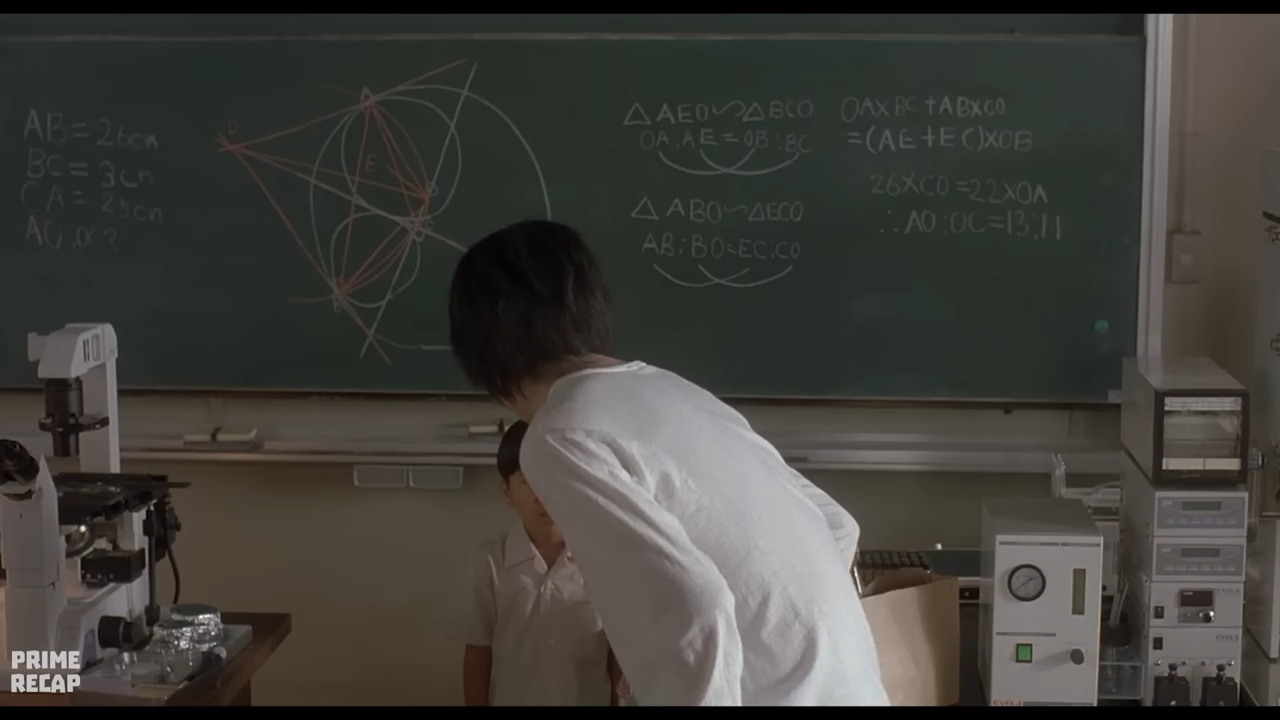 AB=26cm
BC=3cm
CA=25cm
AO:OC?
A
E
△AEO∽△BCO
OA:AE=OB:BC
△ABO∽△ECO
AB:BO=EC:CO
OA×BC+AB×CO
=(AE+EC)×OB
26×CO=22×OA
∴AO:OC=13:11
PRIME
RECAP